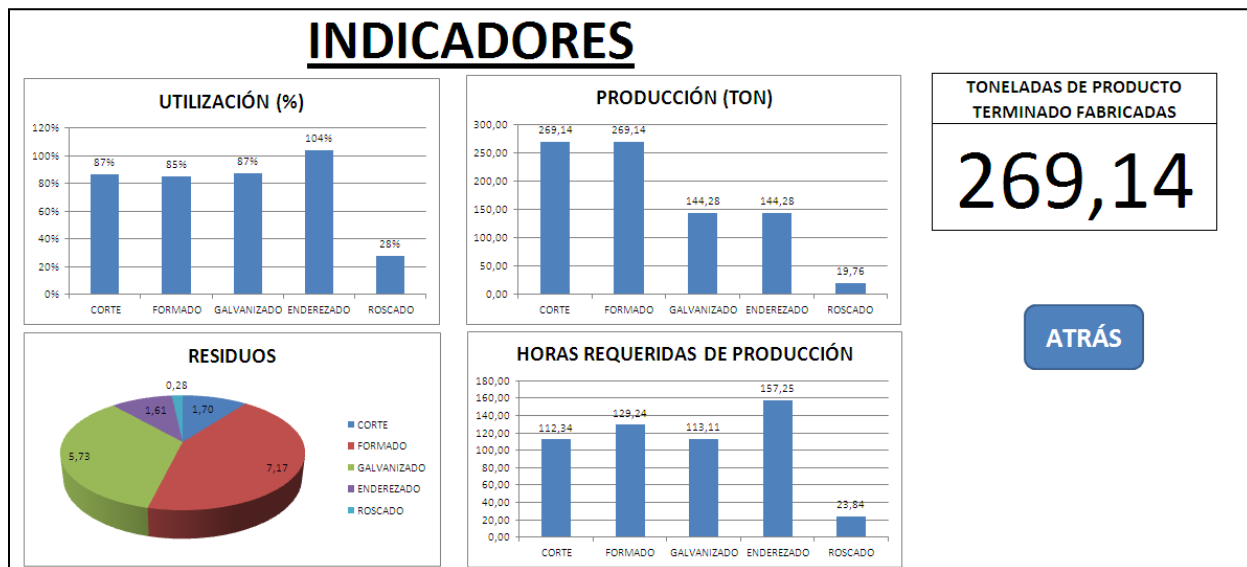 INDICADORES
UTILIZACIÓN (%)
120%
100%
80%
60%
40%
20%
0%
87%
85%
87%
104%
28%
CORTE FORMADO GALVANIZADO ENDEREZADO ROSCADO
PRODUCCIÓN (TON)
300,00
250,00
200,00
150,00
100,00
50,00
0,00
269,14
269,14
144,28
144,28
19,76
CORTE FORMADO GALVANIZADO ENDEREZADO ROSCADO
TONELADAS DE PRODUCTO
TERMINADO FABRICADAS
269,14
ATRÁS
RESIDUOS
0,28
1,61
1,70
5,73
7,17
CORTE
FORMADO
GALVANIZADO
ENDEREZADO
ROSCADO
HORAS REQUERIDAS DE PRODUCCIÓN
180,00
160,00
140,00
120,00
100,00
80,00
60,00
40,00
20,00
0,00
112,34
129,24
113,11
157,25
23,84
CORTE FORMADO GALVANIZADO ENDEREZADO ROSCADO